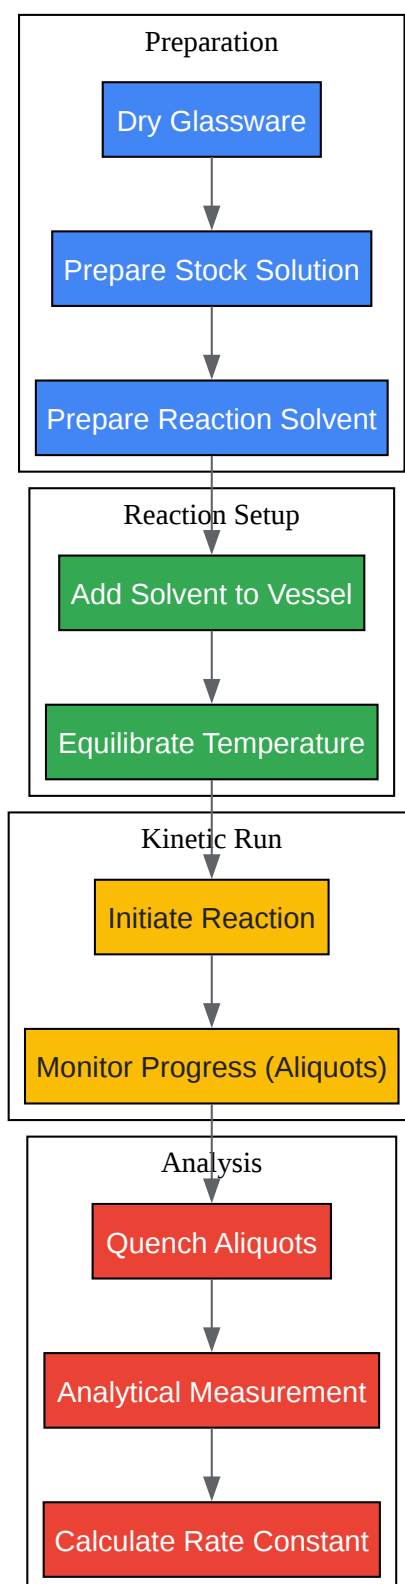 Preparation
Dry Glassware
Prepare Stock Solution
Prepare Reaction Solvent
Reaction Setup
Add Solvent to Vessel
Equilibrate Temperature
Kinetic Run
Initiate Reaction
Monitor Progress (Aliquots)
Analysis
Quench Aliquots
Analytical Measurement
Calculate Rate Constant